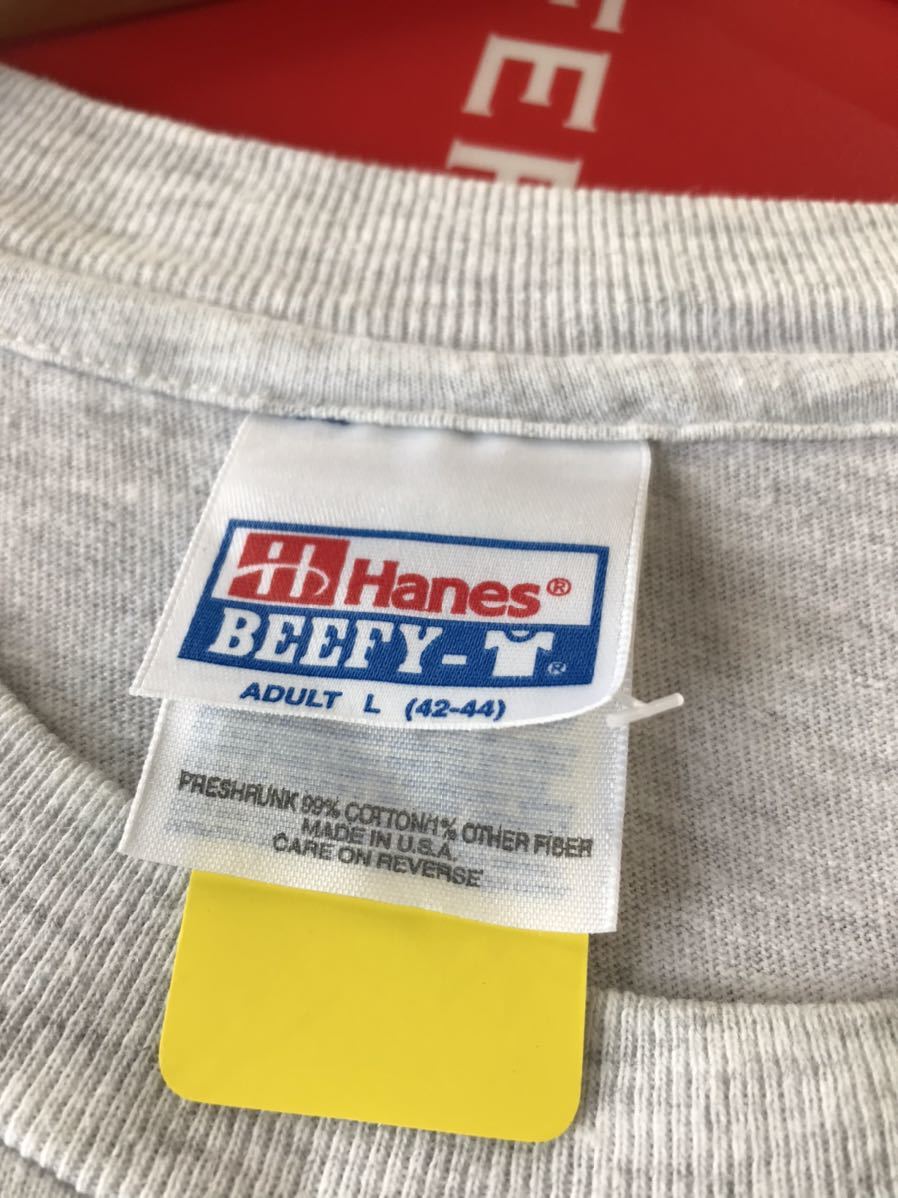 Hanes®
BEEFY-T®
ADULT L (42-44)
PRESHRUNK 99% COTTON/1% OTHER FIBER
MADE IN U.S.A.
CARE ON REVERSE